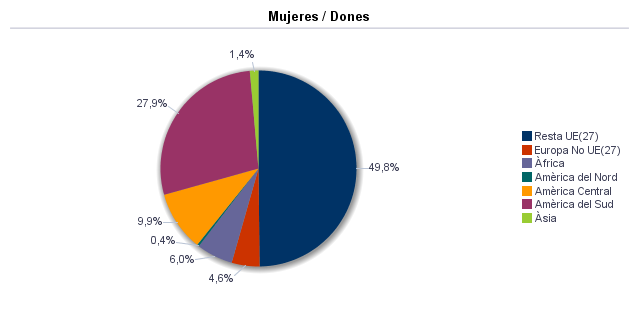 Mujeres / Dones
1,4%
27,9%
49,8%
9,9%
0,4%
6,0%
4,6%
Resta UE(27)
Europa No UE(27)
Àfrica
Amèrica del Nord
Amèrica Central
Amèrica del Sud
Àsia